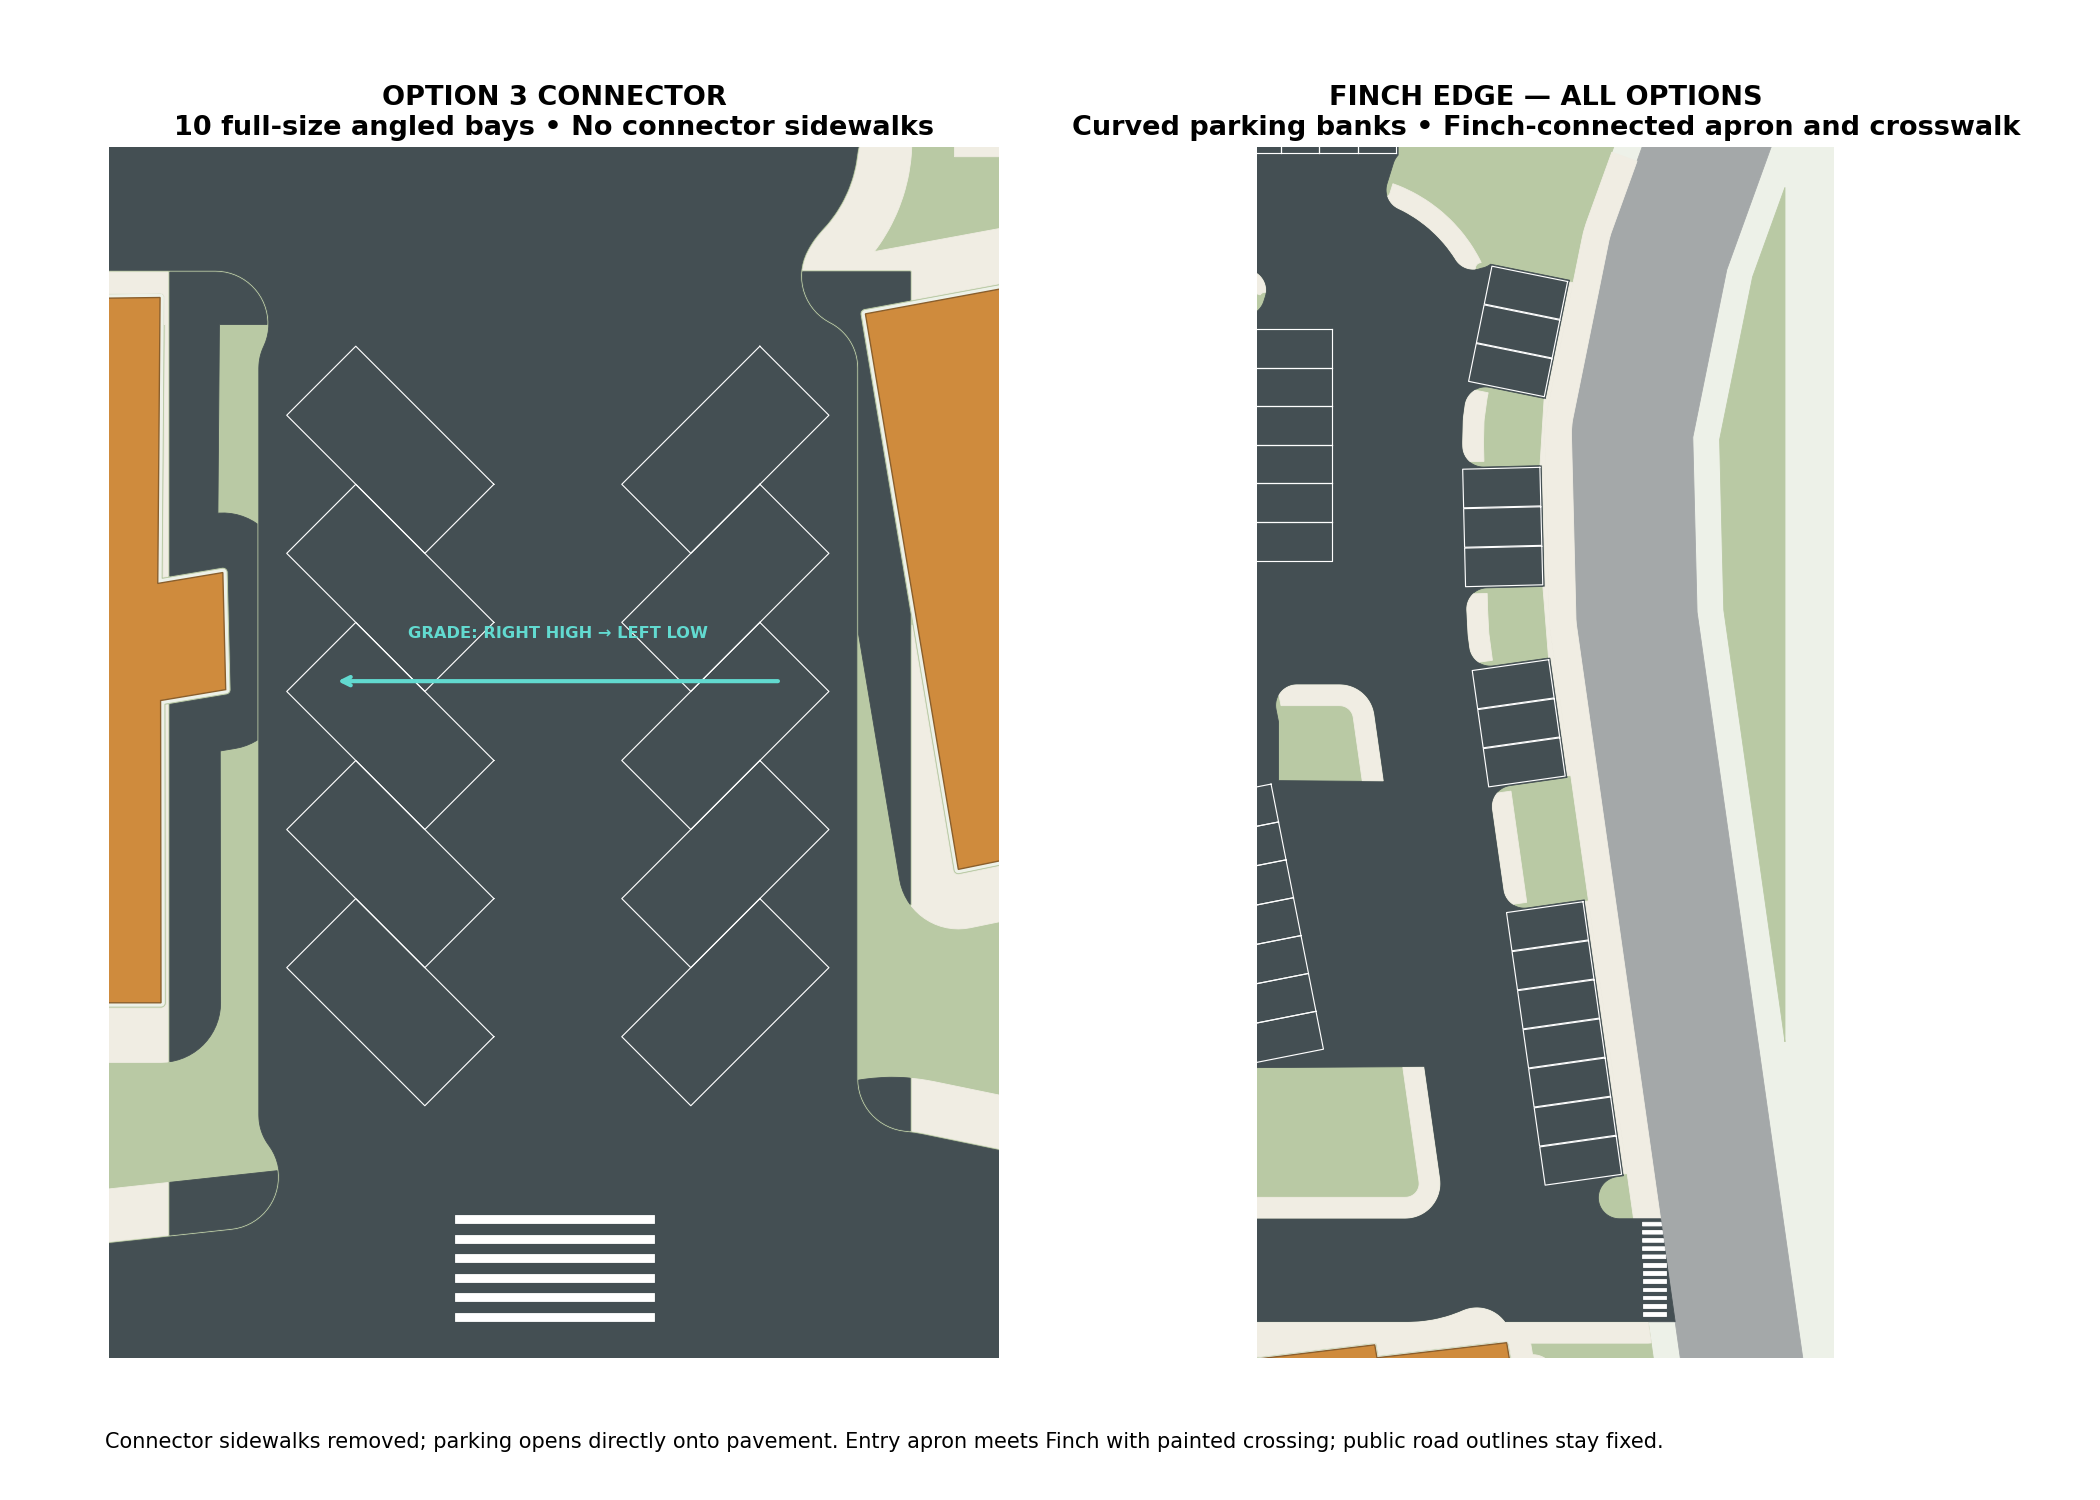 OPTION 3 CONNECTOR
10 full-size angled bays • No connector sidewalks
FINCH EDGE — ALL OPTIONS
Curved parking banks • Finch-connected apron and crosswalk
GRADE: RIGHT HIGH → LEFT LOW
Connector sidewalks removed; parking opens directly onto pavement. Entry apron meets Finch with painted crossing; public road outlines stay fixed.